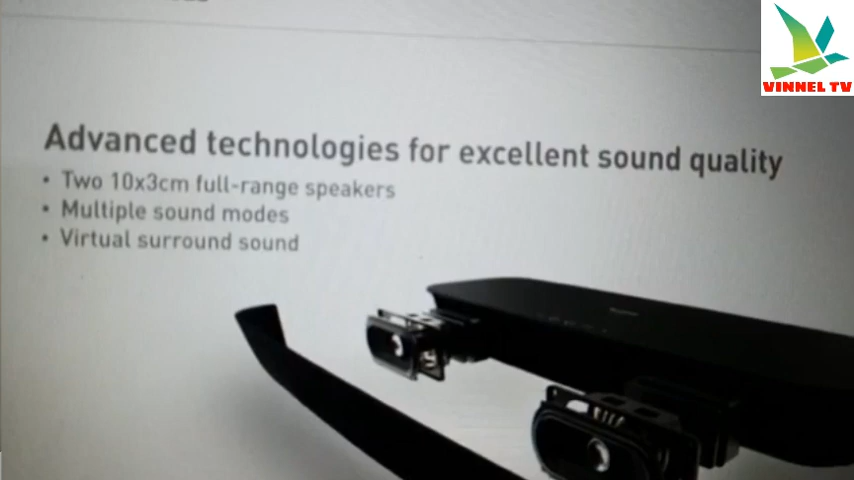 VINNEL TV
Advanced technologies for excellent sound quality
• Two 10x3cm full-range speakers
• Multiple sound modes
• Virtual surround sound